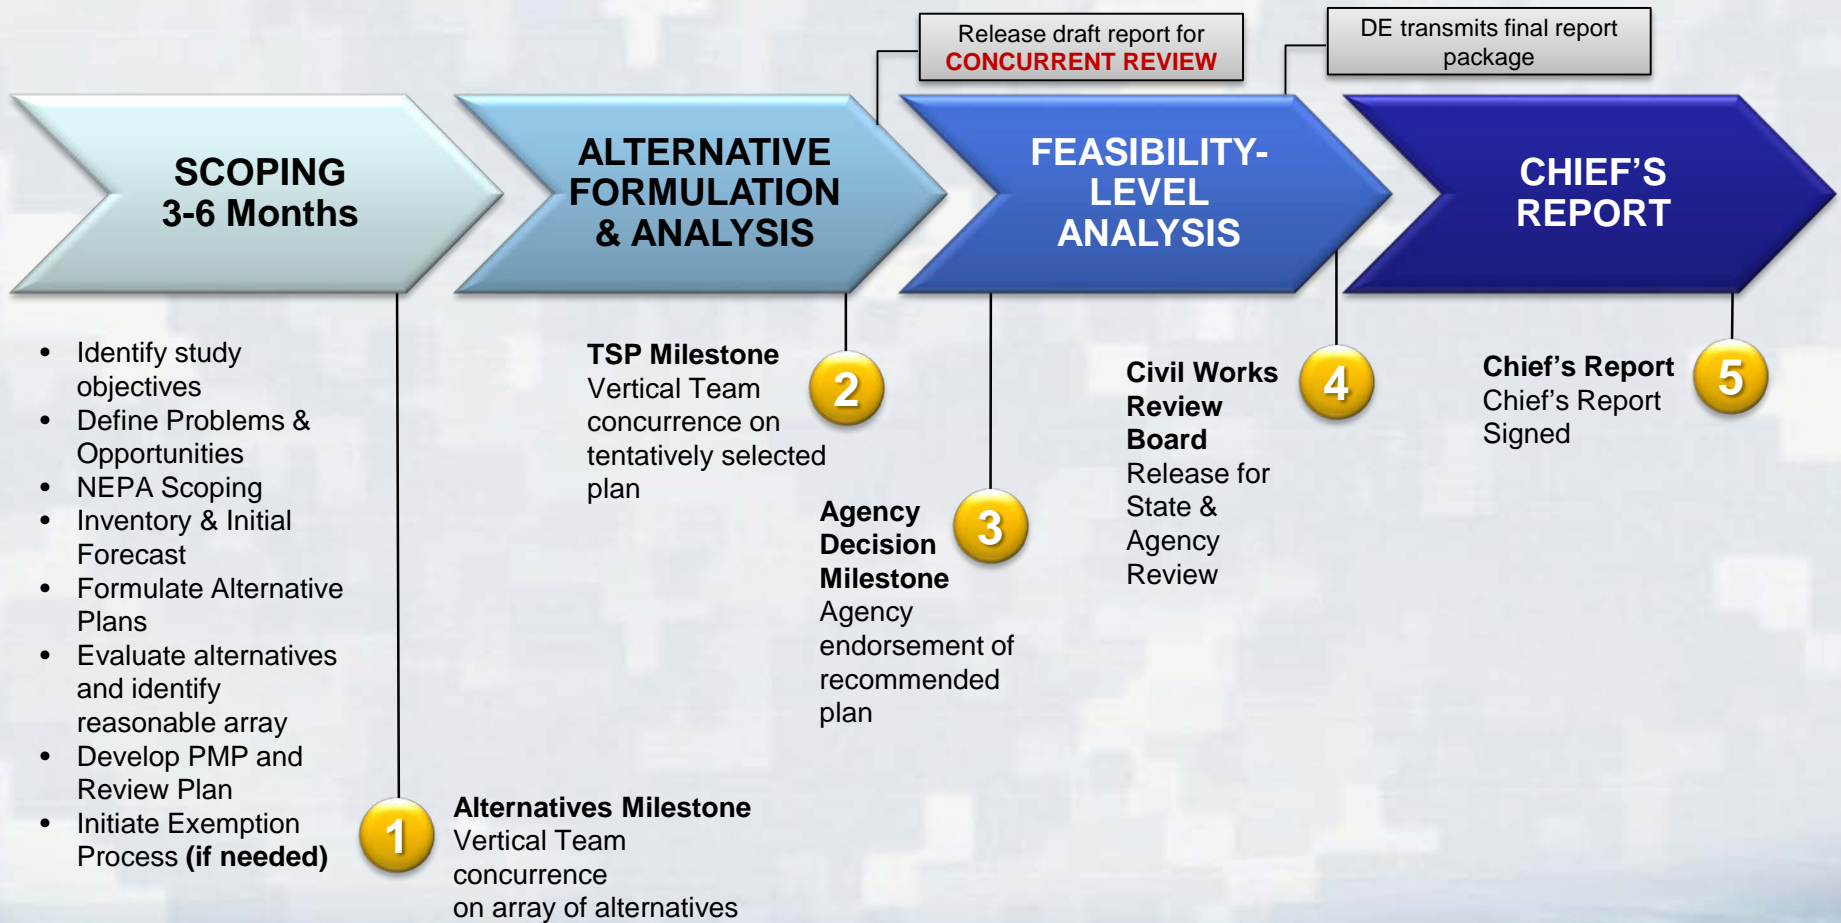 Release draft report for
CONCURRENT REVIEW
DE transmits final report
package
SCOPING
3-6 Months
ALTERNATIVE
FORMULATION
& ANALYSIS
FEASIBILITY-
LEVEL
ANALYSIS
CHIEF’S
REPORT
• Identify study
objectives
• Define Problems &
Opportunities
• NEPA Scoping
• Inventory & Initial
Forecast
• Formulate Alternative
Plans
• Evaluate alternatives
and identify
reasonable array
• Develop PMP and
Review Plan
• Initiate Exemption
Process (if needed)
1
Alternatives Milestone
Vertical Team
concurrence
on array of alternatives
TSP Milestone
Vertical Team
concurrence on
tentatively selected
plan
2
Agency
Decision
Milestone
Agency
endorsement of
recommended
plan
3
Civil Works
Review
Board
Release for
State &
Agency
Review
4
Chief’s Report
Chief’s Report
Signed
5